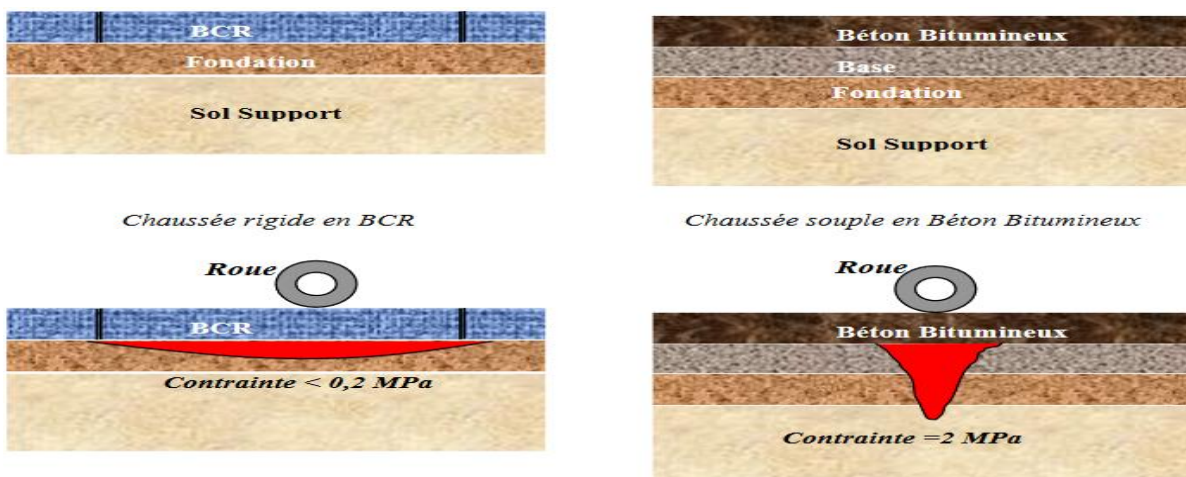 BCR
Fondation
Sol Support
Béton Bitumineux
Base
Fondation
Sol Support
Chaussée rigide en BCR
Chaussée souple en Béton Bitumineux
Roue
BCR
Contrainte < 0,2 MPa
Roue
Béton Bitumineux
Contrainte =2 MPa